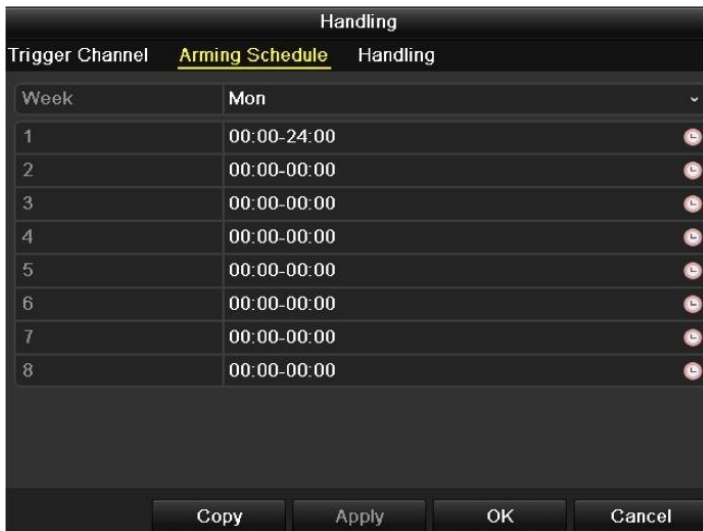 Handling
Trigger Channel Arming Schedule Handling
Week Mon
1 00:00-24:00
2 00:00-00:00
3 00:00-00:00
4 00:00-00:00
5 00:00-00:00
6 00:00-00:00
7 00:00-00:00
8 00:00-00:00
Copy Apply OK Cancel